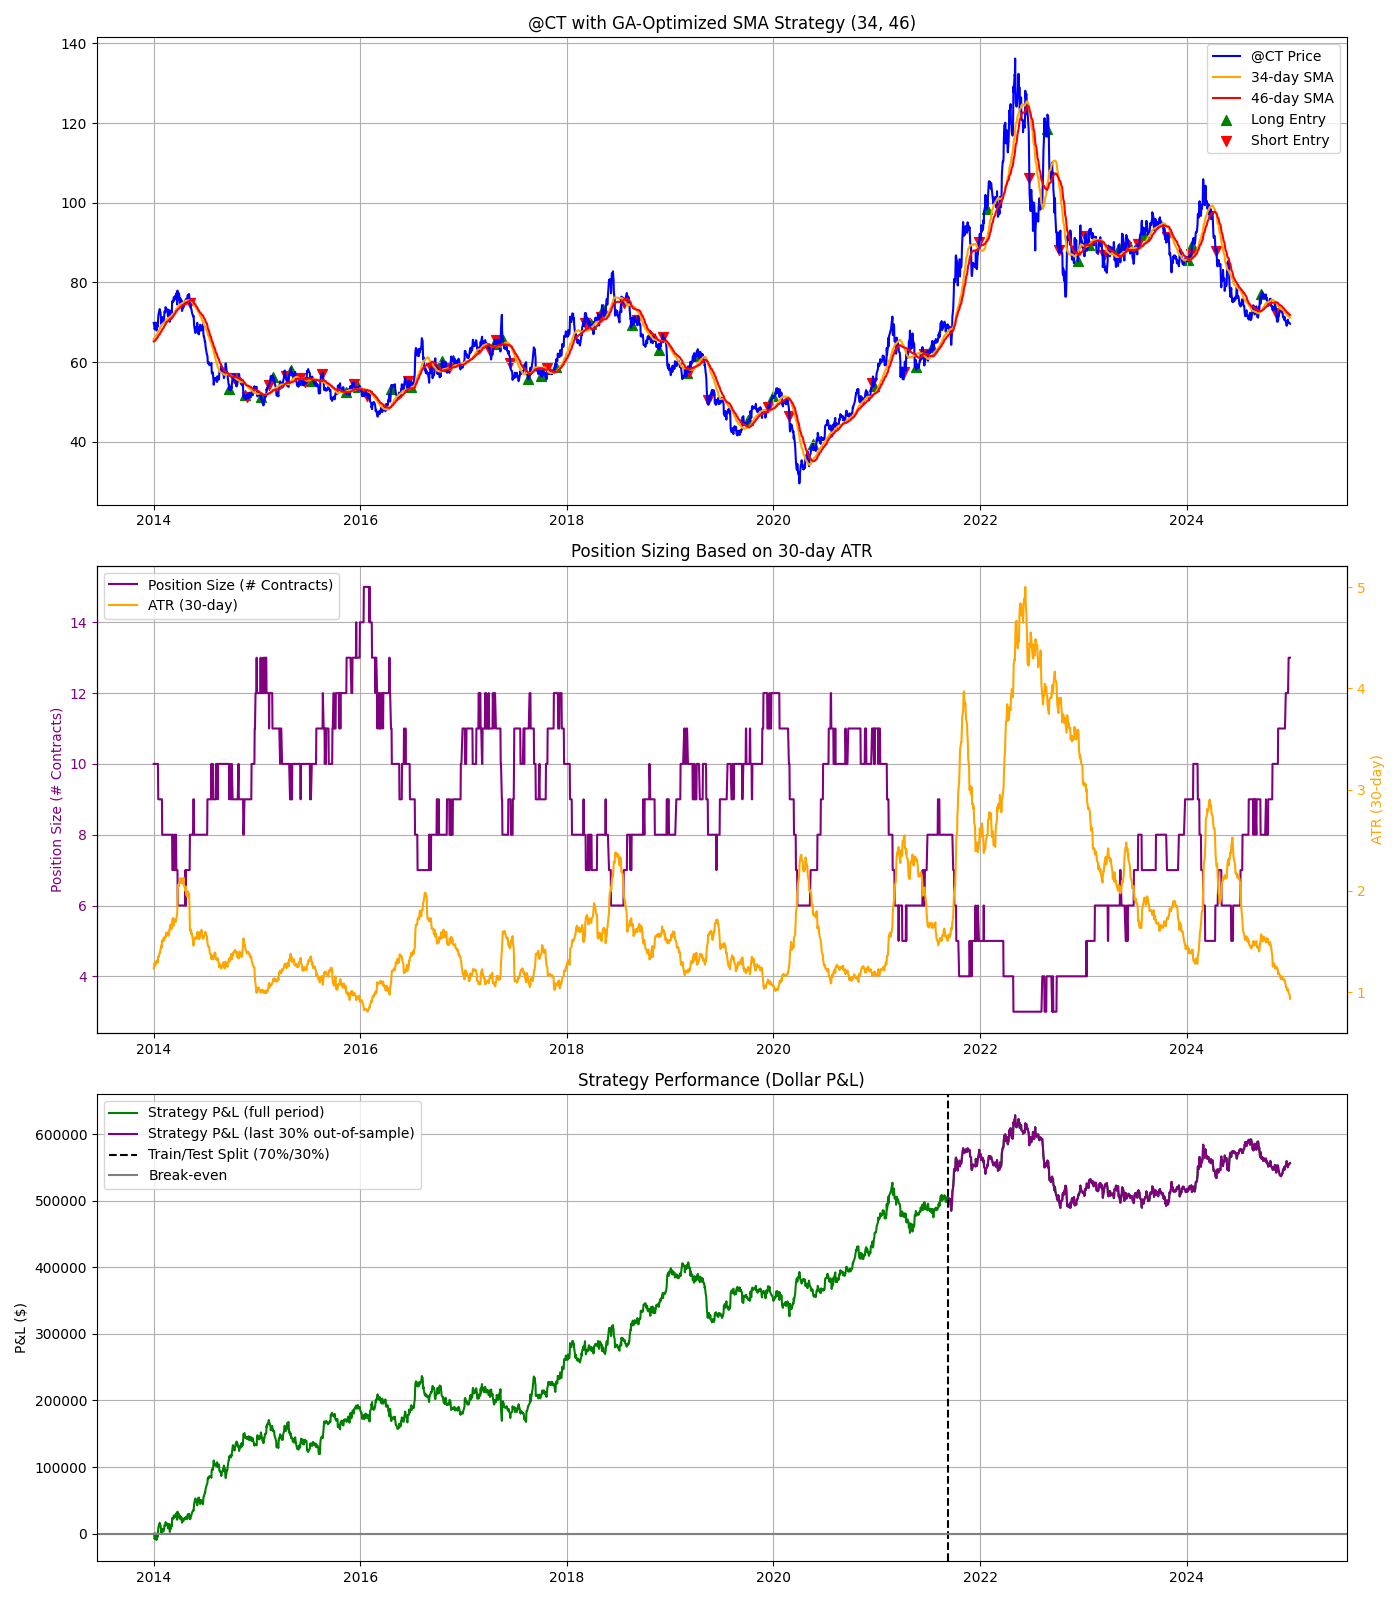 @CT with GA-Optimized SMA Strategy (34, 46)
140
120
100
80
60
40
@CT Price
34-day SMA
46-day SMA
Long Entry
Short Entry
2014 2016 2018 2020 2022 2024
Position Sizing Based on 30-day ATR
Position Size (# Contracts)
14
12
10
8
6
4
Position Size (# Contracts)
ATR (30-day)
5
4
3
2
1
ATR (30-day)
2014 2016 2018 2020 2022 2024
Strategy Performance (Dollar P&L)
P&L ($)
600000
500000
400000
300000
200000
100000
0
Strategy P&L (full period)
Strategy P&L (last 30% out-of-sample)
Train/Test Split (70%/30%)
Break-even
2014 2016 2018 2020 2022 2024